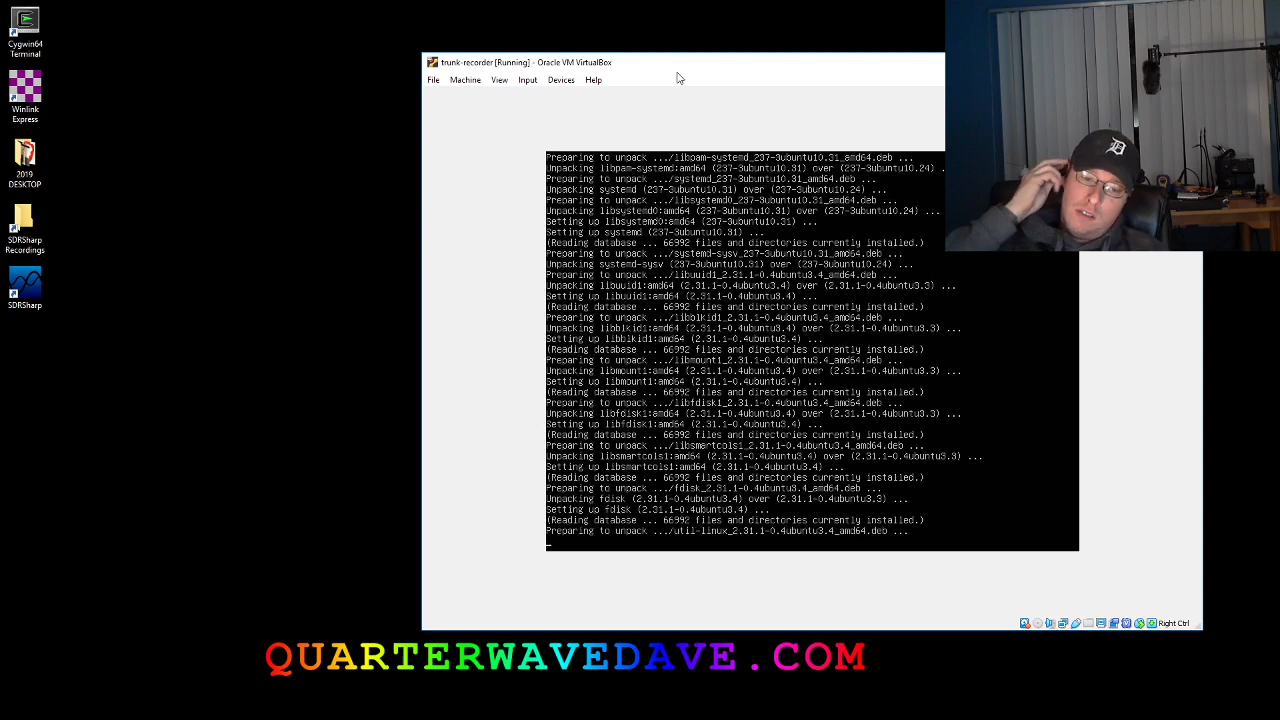 Cygwin64
Terminal
Winlink
Express
2019
DESKTOP
SDRSharp
Recordings
SDRSharp
trunk-recorder [Running] - Oracle VM VirtualBox
File Machine View Input Devices Help
Preparing to unpack .../libpam-systemd_237-3ubuntu10.31_amd64.deb ...
Unpacking libpam-systemd:amd64 (237-3ubuntu10.31) over (237-3ubuntu10.24) .
Preparing to unpack .../systemd_237-3ubuntu10.31_amd64.deb ...
Unpacking systemd (237-3ubuntu10.31) over (237-3ubuntu10.24) ...
Preparing to unpack .../libsystemd0_237-3ubuntu10.31_amd64.deb ...
Unpacking libsystemd0:amd64 (237-3ubuntu10.31) over (237-3ubuntu10.24) ...
Setting up libsystemd0:amd64 (237-3ubuntu10.31) ...
Setting up systemd (237-3ubuntu10.31) ...
(Reading database ... 66992 files and directories currently installed.)
Preparing to unpack .../systemd-sysv_237-3ubuntu10.31_amd64.deb ...
Unpacking systemd-sysv (237-3ubuntu10.31) over (237-3ubuntu10.24) ...
Preparing to unpack .../libuuid1_2.31.1-0.4ubuntu3.4_amd64.deb ...
Unpacking libuuid1:amd64 (2.31.1-0.4ubuntu3.4) over (2.31.1-0.4ubuntu3.3) ...
Setting up libuuid1:amd64 (2.31.1-0.4ubuntu3.4) ...
(Reading database ... 66992 files and directories currently installed.)
Preparing to unpack .../libblkid1_2.31.1-0.4ubuntu3.4_amd64.deb ...
Unpacking libblkid1:amd64 (2.31.1-0.4ubuntu3.4) over (2.31.1-0.4ubuntu3.3) ...
Setting up libblkid1:amd64 (2.31.1-0.4ubuntu3.4) ...
(Reading database ... 66992 files and directories currently installed.)
Preparing to unpack .../libmount1_2.31.1-0.4ubuntu3.4_amd64.deb ...
Unpacking libmount1:amd64 (2.31.1-0.4ubuntu3.4) over (2.31.1-0.4ubuntu3.3) ...
Setting up libmount1:amd64 (2.31.1-0.4ubuntu3.4) ...
(Reading database ... 66992 files and directories currently installed.)
Preparing to unpack .../libfdisk1_2.31.1-0.4ubuntu3.4_amd64.deb ...
Unpacking libfdisk1:amd64 (2.31.1-0.4ubuntu3.4) over (2.31.1-0.4ubuntu3.3) ...
Setting up libfdisk1:amd64 (2.31.1-0.4ubuntu3.4) ...
(Reading database ... 66992 files and directories currently installed.)
Preparing to unpack .../libsmartcols1_2.31.1-0.4ubuntu3.4_amd64.deb ...
Unpacking libsmartcols1:amd64 (2.31.1-0.4ubuntu3.4) over (2.31.1-0.4ubuntu3.3) ...
Setting up libsmartcols1:amd64 (2.31.1-0.4ubuntu3.4) ...
(Reading database ... 66992 files and directories currently installed.)
Preparing to unpack .../fdisk_2.31.1-0.4ubuntu3.4_amd64.deb ...
Unpacking fdisk (2.31.1-0.4ubuntu3.4) over (2.31.1-0.4ubuntu3.3) ...
Setting up fdisk (2.31.1-0.4ubuntu3.4) ...
(Reading database ... 66992 files and directories currently installed.)
Preparing to unpack .../util-linux_2.31.1-0.4ubuntu3.4_amd64.deb ...
Right Ctrl
QUARTERWAVEDAVE.COM
D